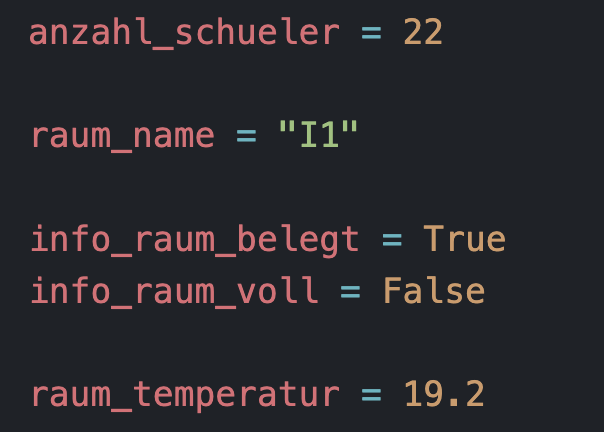 anzahl_schueler = 22
raum_name = "I1"
info_raum_belegt = True
info_raum_voll = False
raum_temperatur = 19.2